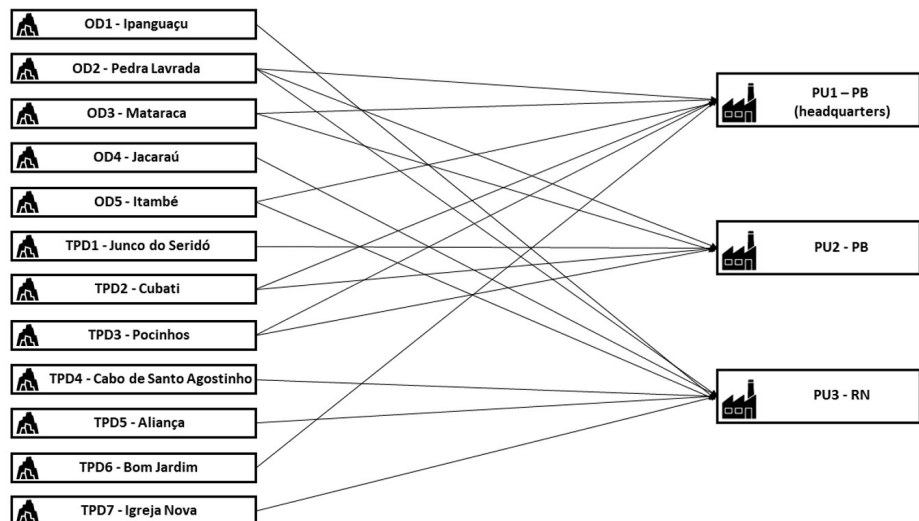 OD1 - Ipanguaçu
OD2 - Pedra Lavrada
OD3 - Mataraca
OD4 - Jacaraú
OD5 - Itambé
TPD1 - Junco do Seridó
TPD2 - Cubati
TPD3 - Pocinhos
TPD4 - Cabo de Santo Agostinho
TPD5 - Aliança
TPD6 - Bom Jardim
TPD7 - Igreja Nova
PU1 – PB
(headquarters)
PU2 - PB
PU3 - RN